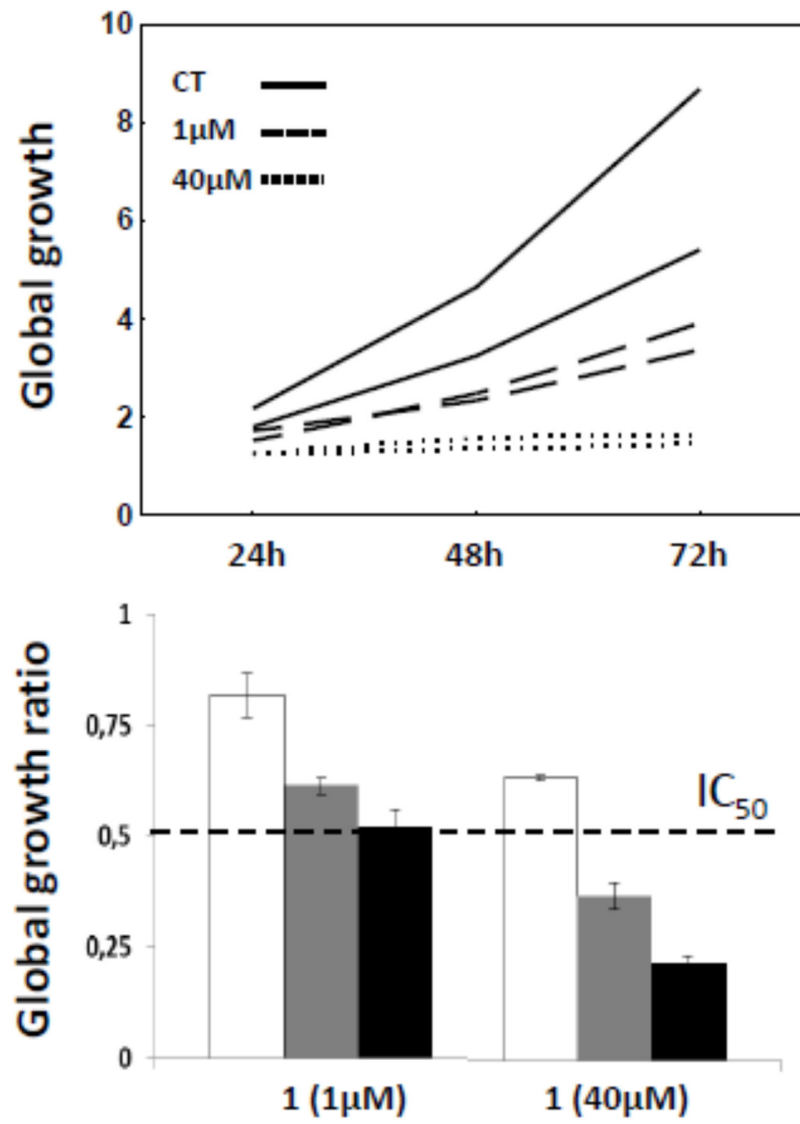 Global growth
10
8
6
4
2
0
CT
1µM
40µM
24h 48h 72h
Global growth ratio
1
0,75
0,5
0,25
0
IC50
1 (1µM) 1 (40µM)